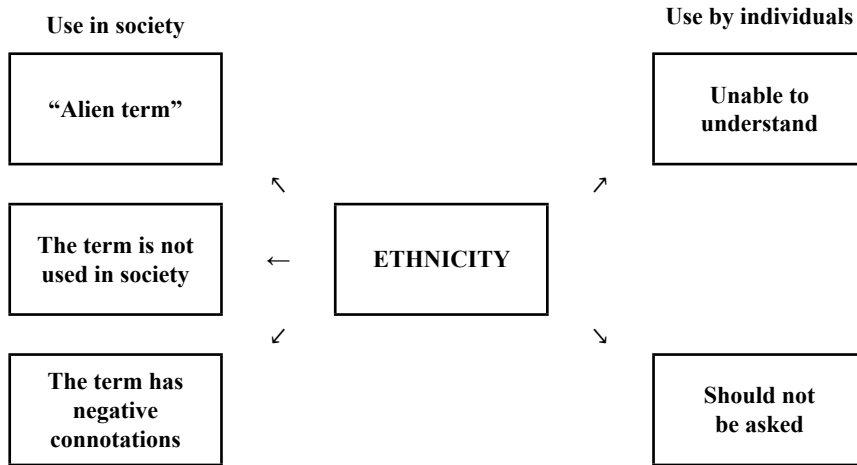 Use in society
Use by individuals
“Alien term”
Unable to
understand
The term is not
used in society
ETHNICITY
The term has
negative
connotations
Should not
be asked